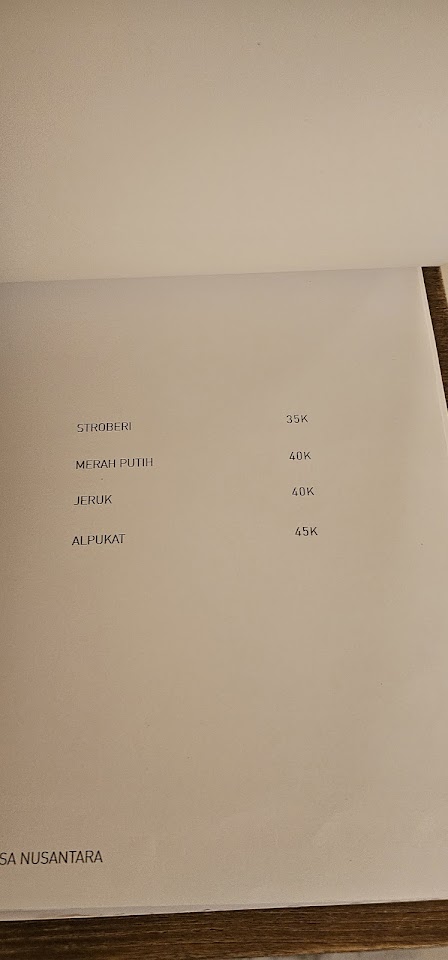 STROBERI 35K
MERAH PUTIH 40K
JERUK 40K
ALPUKAT 45K
SA NUSANTARA